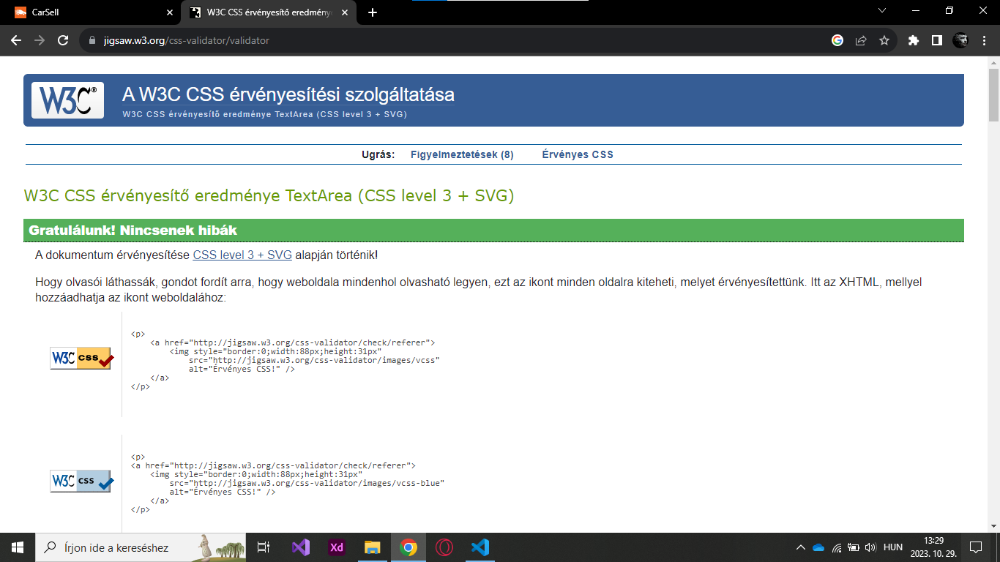 CarSell
W3C CSS érvényesítő eredménye
jigsaw.w3.org/css-validator/validator
W3C®
A W3C CSS érvényesítési szolgáltatása
W3C CSS érvényesítő eredménye TextArea (CSS level 3 + SVG)
Ugrás: Figyelmeztetések (8) Érvényes CSS
W3C CSS érvényesítő eredménye TextArea (CSS level 3 + SVG)
Gratulálunk! Nincsenek hibák
A dokumentum érvényesítése CSS level 3 + SVG alapján történik!
Hogy olvasói láthassák, gondot fordít arra, hogy weboldala mindenhol olvasható legyen, ezt az ikont minden oldalra kiteheti, melyet érvényesítettünk. Itt az XHTML, mellyel
hozzáadhatja az ikont weboldalához:
W3C CSS
<p>
<a href="http://jigsaw.w3.org/css-validator/check/referer">
<img style="border:0;width:88px;height:31px"
src="http://jigsaw.w3.org/css-validator/images/vcss"
alt="Érvényes CSS!" />
</a>
</p>
W3C CSS
<p>
<a href="http://jigsaw.w3.org/css-validator/check/referer">
<img style="border:0;width:88px;height:31px"
src="http://jigsaw.w3.org/css-validator/images/vcss-blue"
alt="Érvényes CSS!" />
</a>
</p>
Írjon ide a kereséshez
Xd
HUN
13:29
2023. 10. 29.